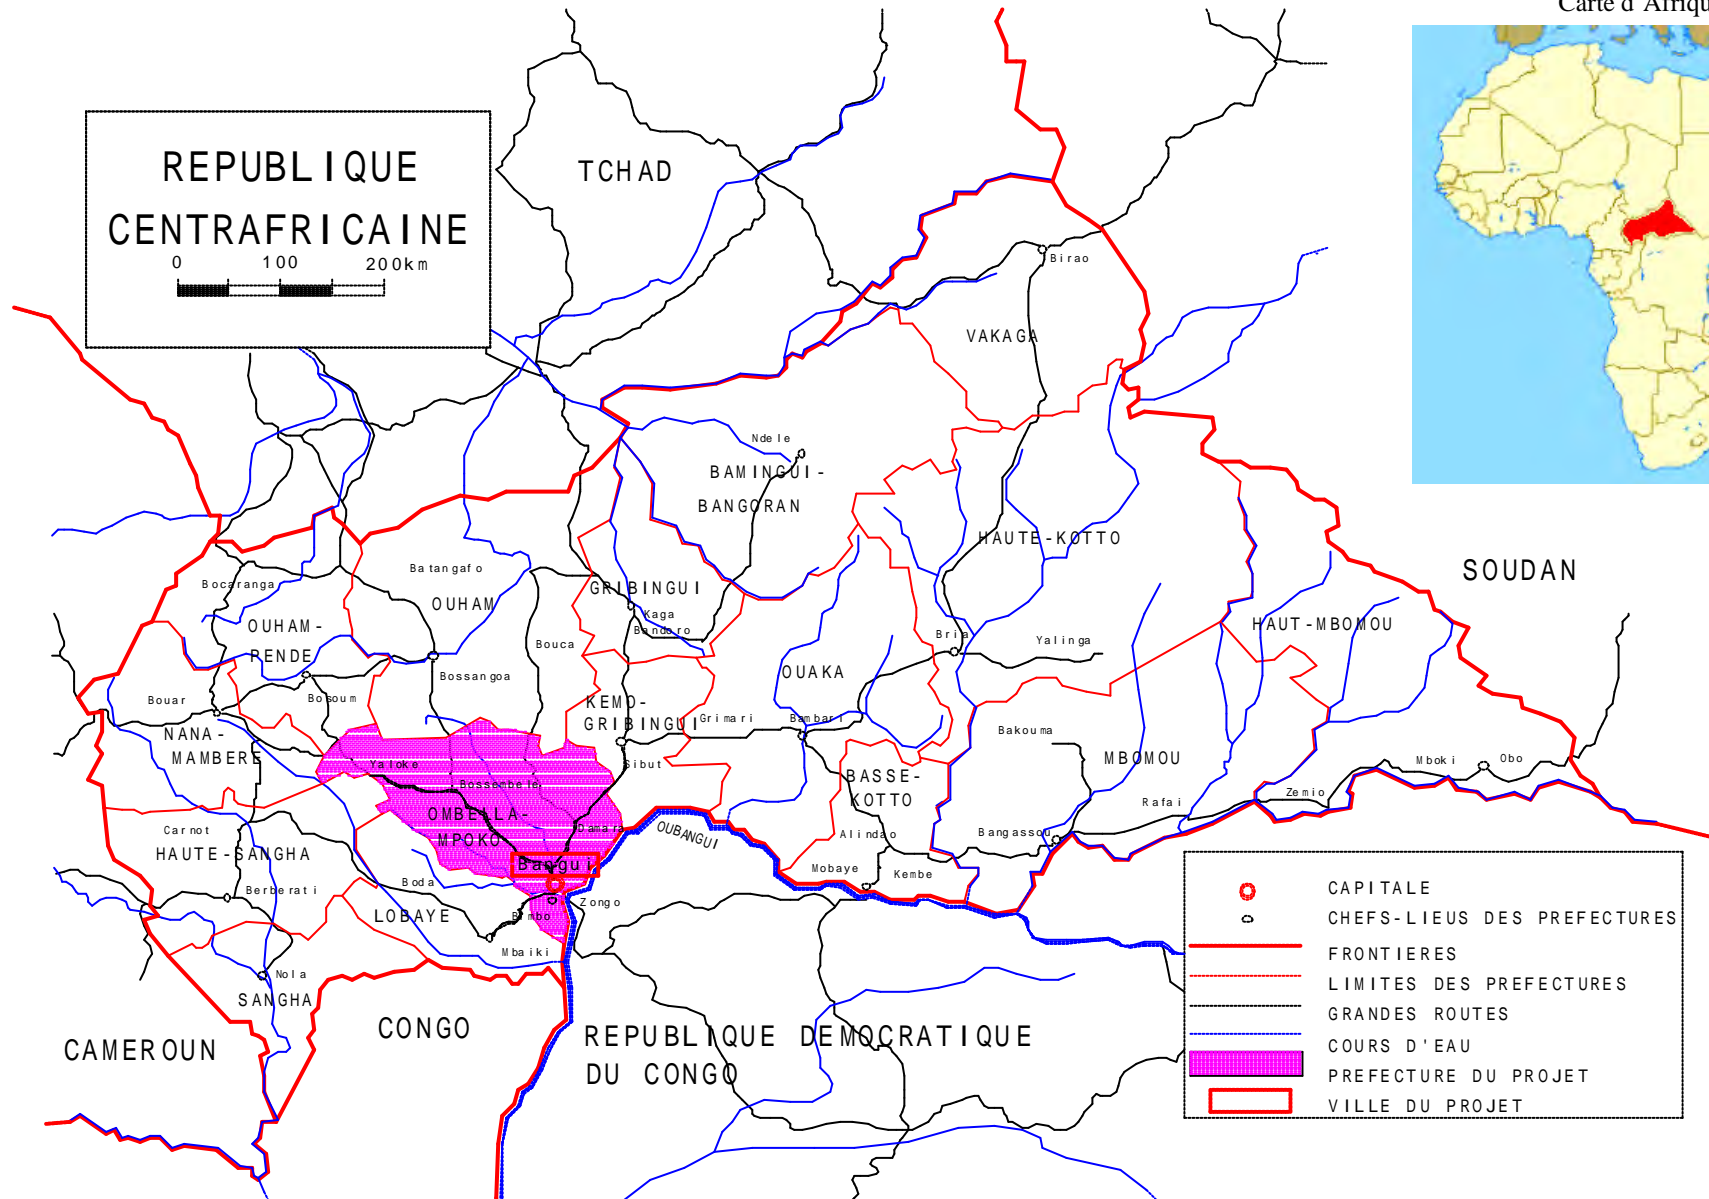 Carte d'Afriqu
REPUBLIQUE
CENTRAFRICAINE
0 100 200km
TCHAD
Birao
VAKAGA
Ndele
BAMINGUI-
BANGORAN
HAUTE-KOTTO
SOUDAN
Bocaranga
Batangafo
OUHAM
GRIBINGUI
Kaga
Bandoro
OUHAM-
PENDE
Bouca
HAUT-MBOMOU
Bria
Yalinga
OUAKA
Bossangoa
Bouar
Bosoum
KEMO-
GRIBINGUI
Grimari
Bambari
NANA-
MAMBERE
Bakouma
MBOMOU
Mboki
Obo
Yaloke
Sibut
Bossembele
BASSE-
KOTTO
Zemio
Rafai
OMBELLA-
MPOKO
Damara
OUBANGUI
Carnot
HAUTE-SANGHA
Alindao
Bangassou
Bangui
Mobaye
Kembe
Boda
Berberati
LOBAYE
Bimbo
Zongo
Mbaiki
Nola
SANGHA
CAMEROUN
CONGO
REPUBLIQUE DEMOCRATIQUE
DU CONGO
CAPITALE
CHEFS-LIEUS DES PREFECTURES
FRONTIERES
LIMITES DES PREFECTURES
GRANDES ROUTES
COURS D'EAU
PREFECTURE DU PROJET
VILLE DU PROJET